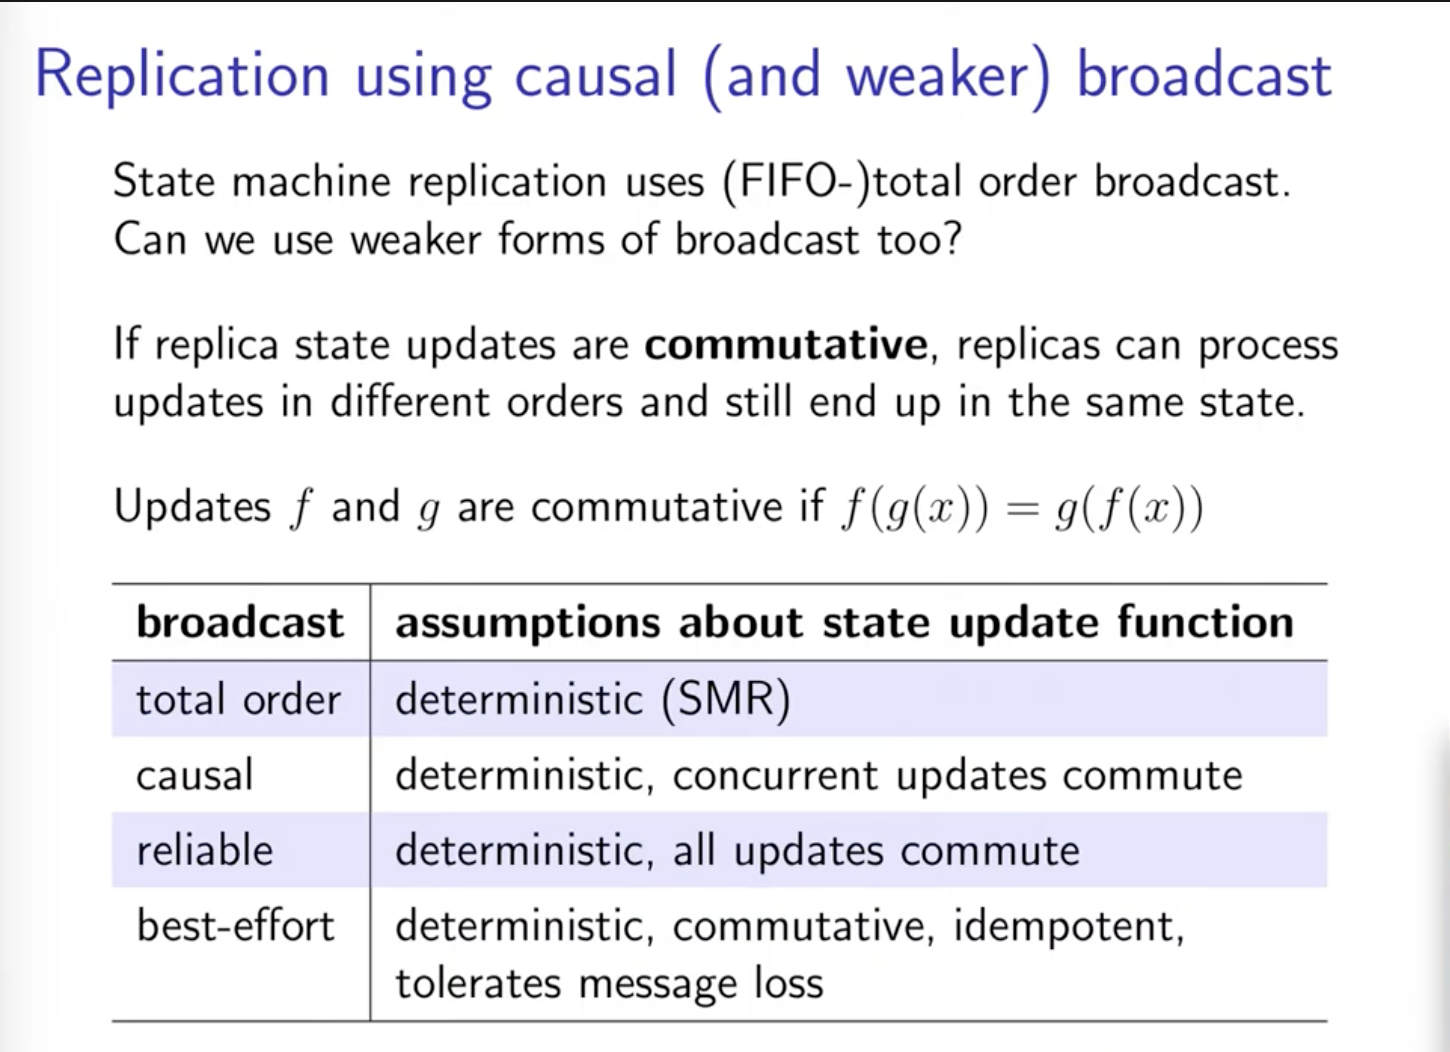 Replication using causal (and weaker) broadcast
State machine replication uses (FIFO-)total order broadcast.
Can we use weaker forms of broadcast too?
If replica state updates are commutative, replicas can process
updates in different orders and still end up in the same state.
Updates f and g are commutative if f(g(x)) = g(f(x))
broadcast assumptions about state update function
total order deterministic (SMR)
causal deterministic, concurrent updates commute
reliable deterministic, all updates commute
best-effort deterministic, commutative, idempotent,
tolerates message loss